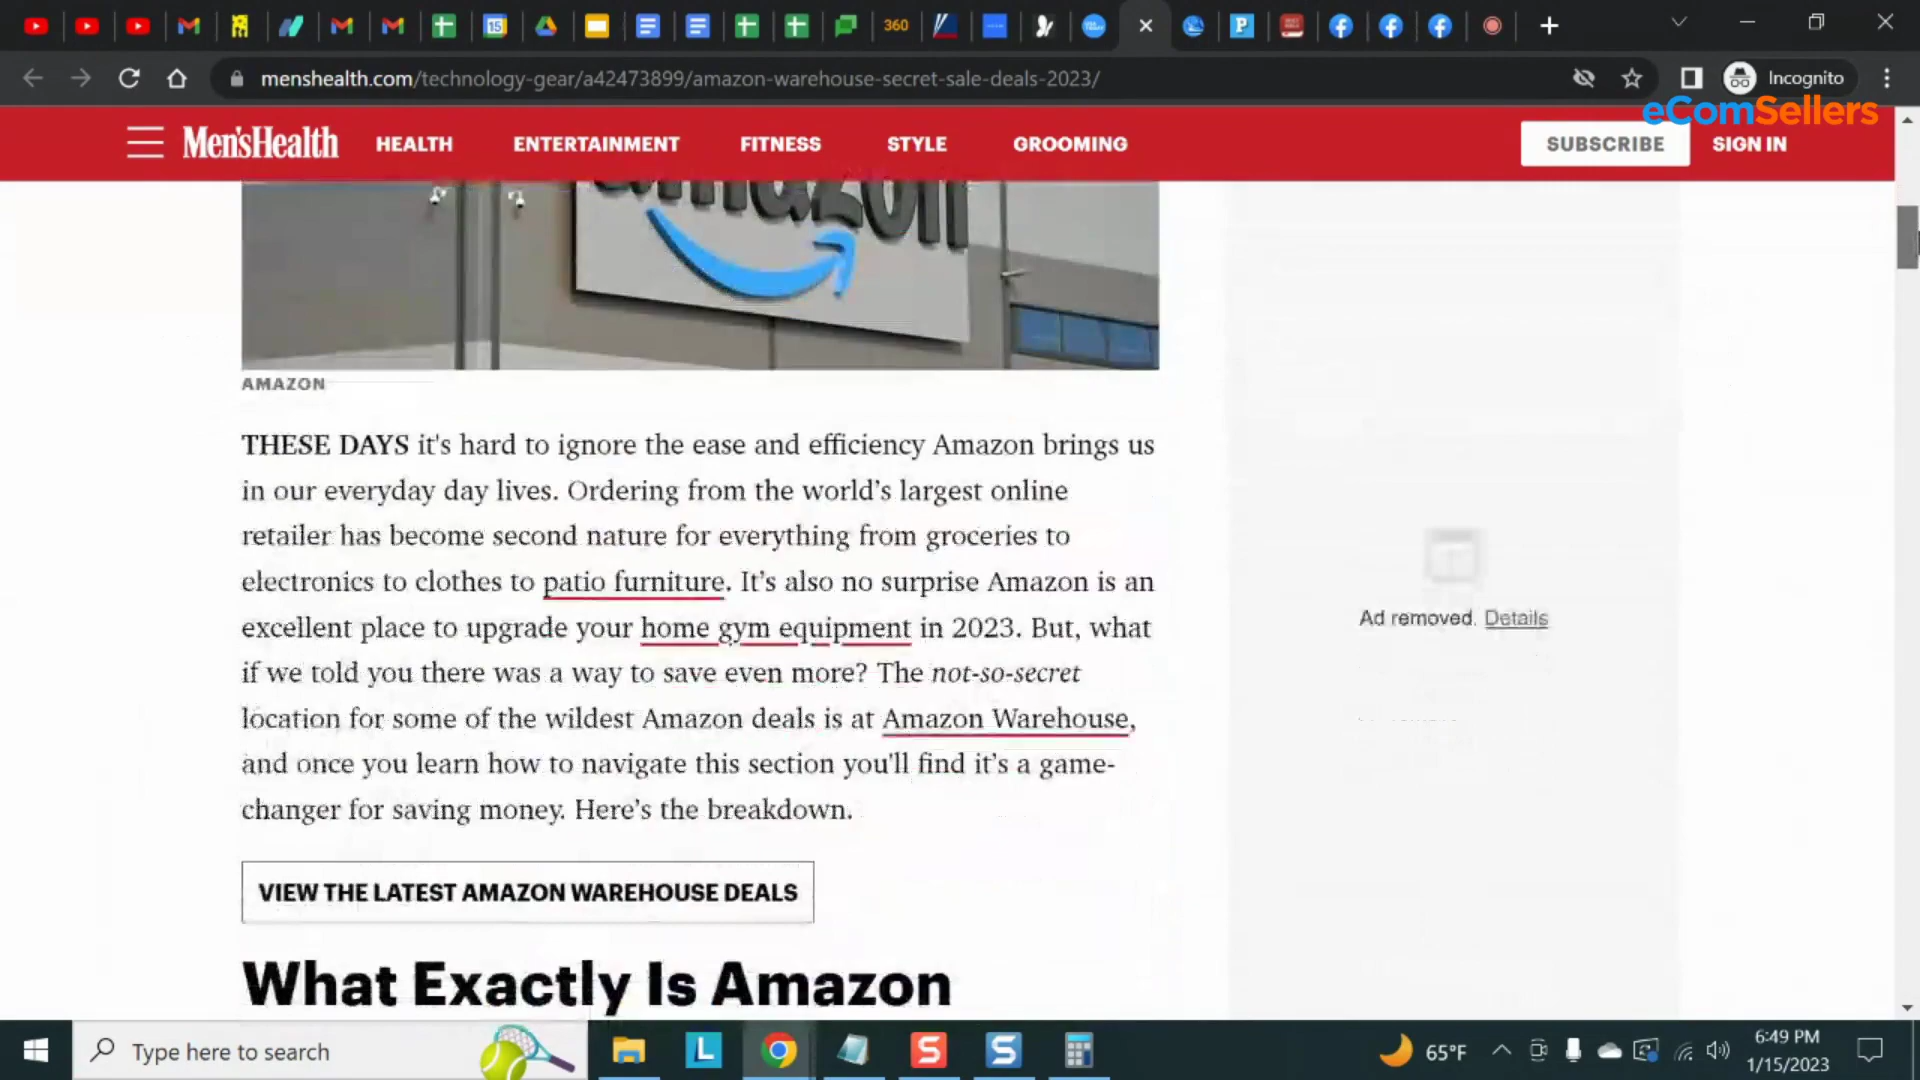 15
360
menshealth.com/technology-gear/a42473899/amazon-warehouse-secret-sale-deals-2023/
Incognito
eComSellers
Men'sHealth
HEALTH
ENTERTAINMENT
FITNESS
STYLE
GROOMING
SUBSCRIBE
SIGN IN
amazon
AMAZON
THESE DAYS it's hard to ignore the ease and efficiency Amazon brings us
in our everyday day lives. Ordering from the world’s largest online
retailer has become second nature for everything from groceries to
electronics to clothes to patio furniture. It’s also no surprise Amazon is an
excellent place to upgrade your home gym equipment in 2023. But, what
if we told you there was a way to save even more? The not-so-secret
location for some of the wildest Amazon deals is at Amazon Warehouse,
and once you learn how to navigate this section you'll find it’s a game-
changer for saving money. Here’s the breakdown.
Ad removed. Details
VIEW THE LATEST AMAZON WAREHOUSE DEALS
What Exactly Is Amazon
Type here to search
L
S
S
65°F
6:49 PM
1/15/2023